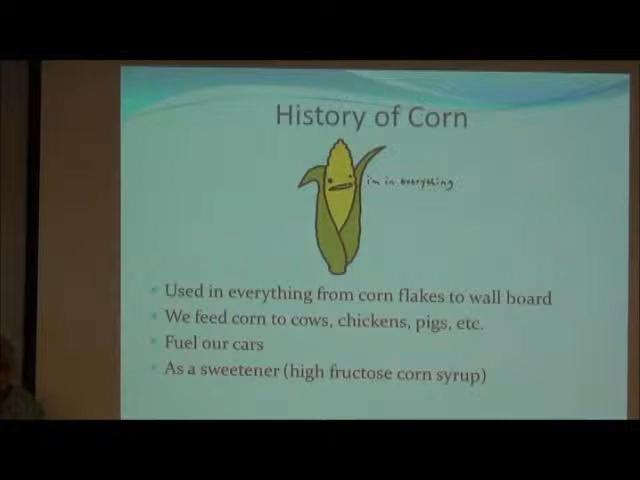 History of Corn
i'm in everything
Used in everything from corn flakes to wall board
We feed corn to cows, chickens, pigs, etc.
Fuel our cars
As a sweetener (high fructose corn syrup)